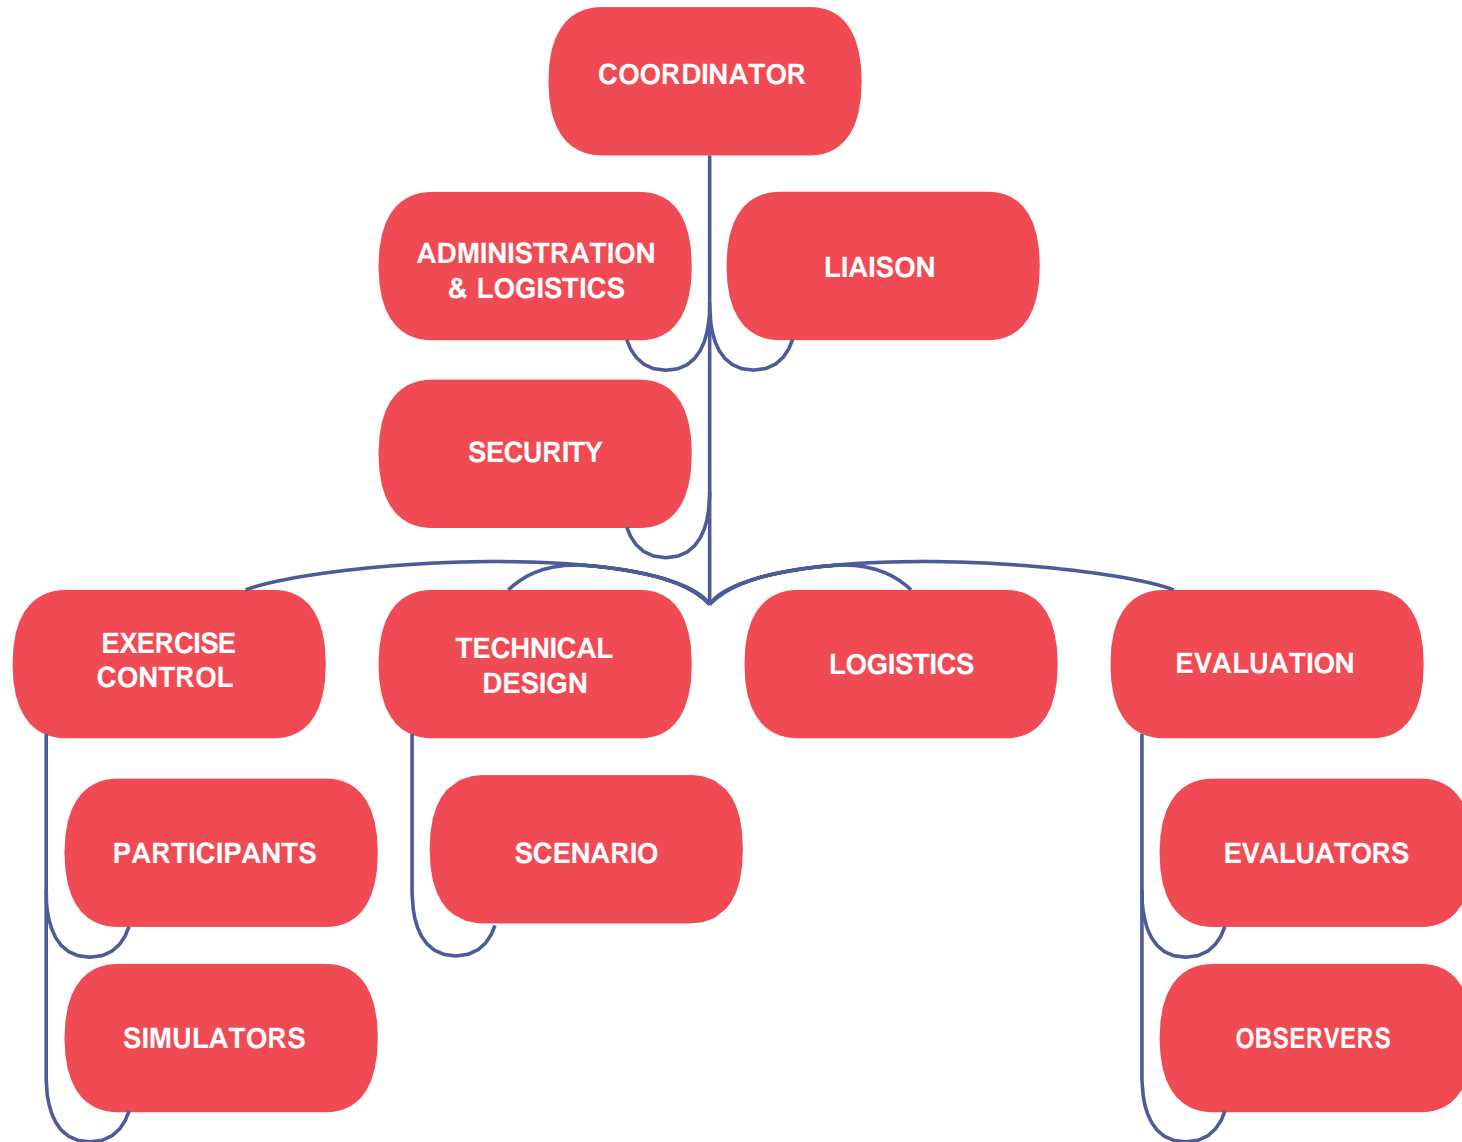 COORDINATOR
ADMINISTRATION
& LOGISTICS
LIAISON
SECURITY
EXERCISE
CONTROL
TECHNICAL
DESIGN
LOGISTICS
EVALUATION
PARTICIPANTS
SCENARIO
EVALUATORS
SIMULATORS
OBSERVERS